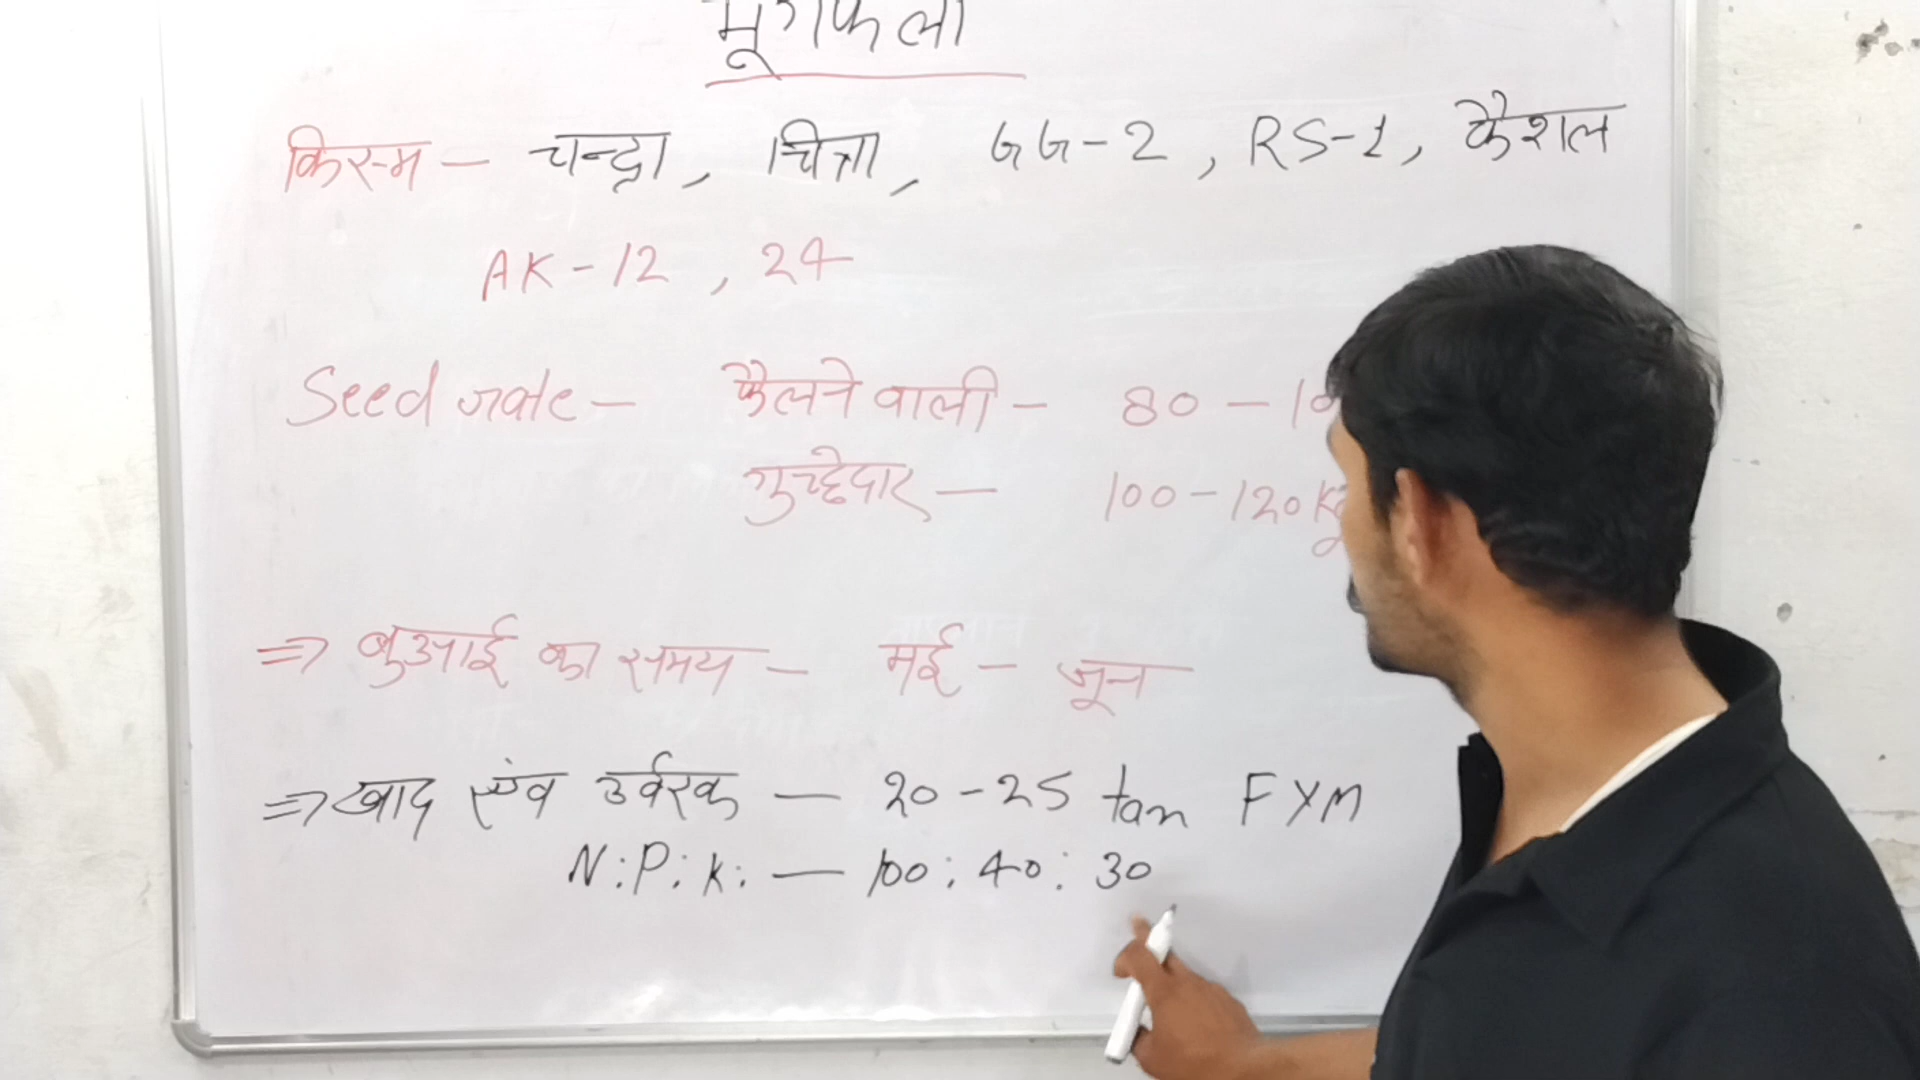 मूंगफली
किस्म - चन्द्रा, चित्रा, GG-2, RS-1, कैशल
AK-12, 24
Seed rate - फैलने वाली - 80 - 10
गुच्छेदार - 100-120 Kg
⇒ बुआई का समय - मई - जून
⇒ खाद एंव उर्वरक - 20-25 tan FYM
N:P:K: - 100:40:30